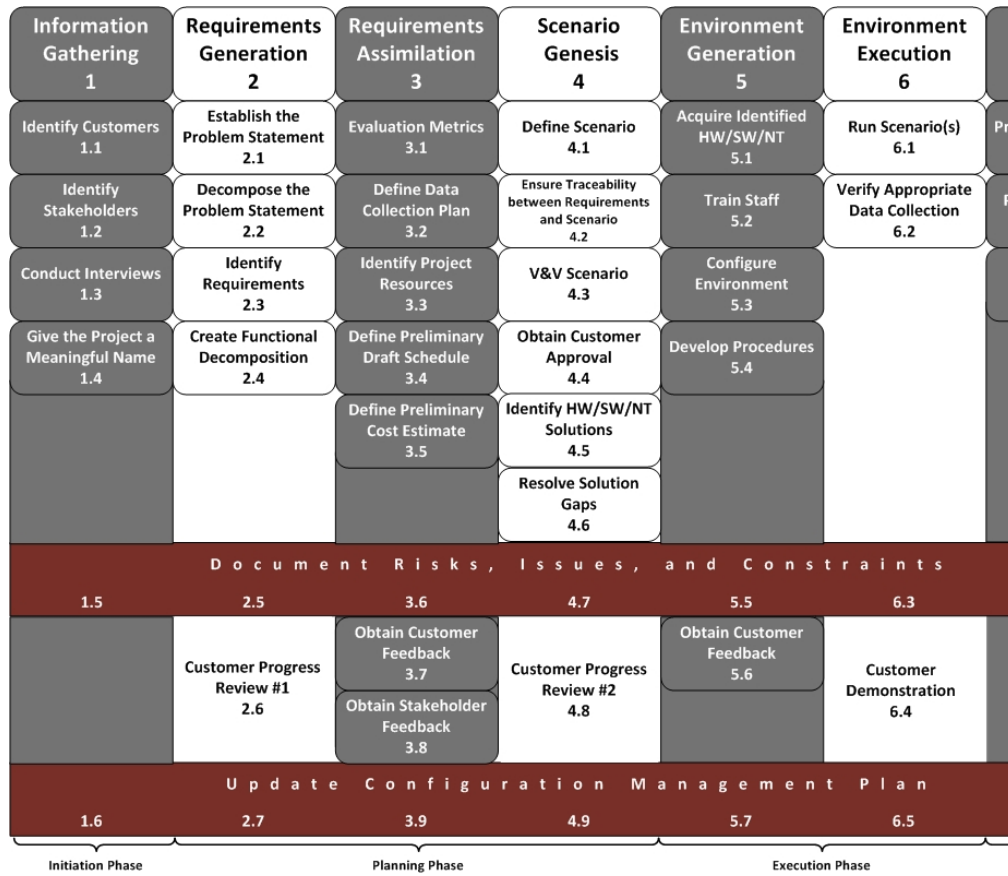 Information
Gathering
1
Identify Customers
1.1
Identify
Stakeholders
1.2
Conduct Interviews
1.3
Give the Project a
Meaningful Name
1.4
Requirements
Generation
2
Establish the
Problem Statement
2.1
Decompose the
Problem Statement
2.2
Identify
Requirements
2.3
Create Functional
Decomposition
2.4
Requirements
Assimilation
3
Evaluation Metrics
3.1
Define Data
Collection Plan
3.2
Identify Project
Resources
3.3
Define Preliminary
Draft Schedule
3.4
Define Preliminary
Cost Estimate
3.5
Scenario
Genesis
4
Define Scenario
4.1
Ensure Traceability
between Requirements
and Scenario
4.2
V&V Scenario
4.3
Obtain Customer
Approval
4.4
Identify HW/SW/NT
Solutions
4.5
Resolve Solution
Gaps
4.6
Environment
Generation
5
Acquire Identified
HW/SW/NT
5.1
Train Staff
5.2
Configure
Environment
5.3
Develop Procedures
5.4
Environment
Execution
6
Run Scenario(s)
6.1
Verify Appropriate
Data Collection
6.2
Document Risks, Issues, and Constraints
1.5 2.5 3.6 4.7 5.5 6.3
Customer Progress
Review #1
2.6
Obtain Customer
Feedback
3.7
Obtain Stakeholder
Feedback
3.8
Customer Progress
Review #2
4.8
Obtain Customer
Feedback
5.6
Customer
Demonstration
6.4
Update Configuration Management Plan
1.6 2.7 3.9 4.9 5.7 6.5
Initiation Phase
Planning Phase
Execution Phase